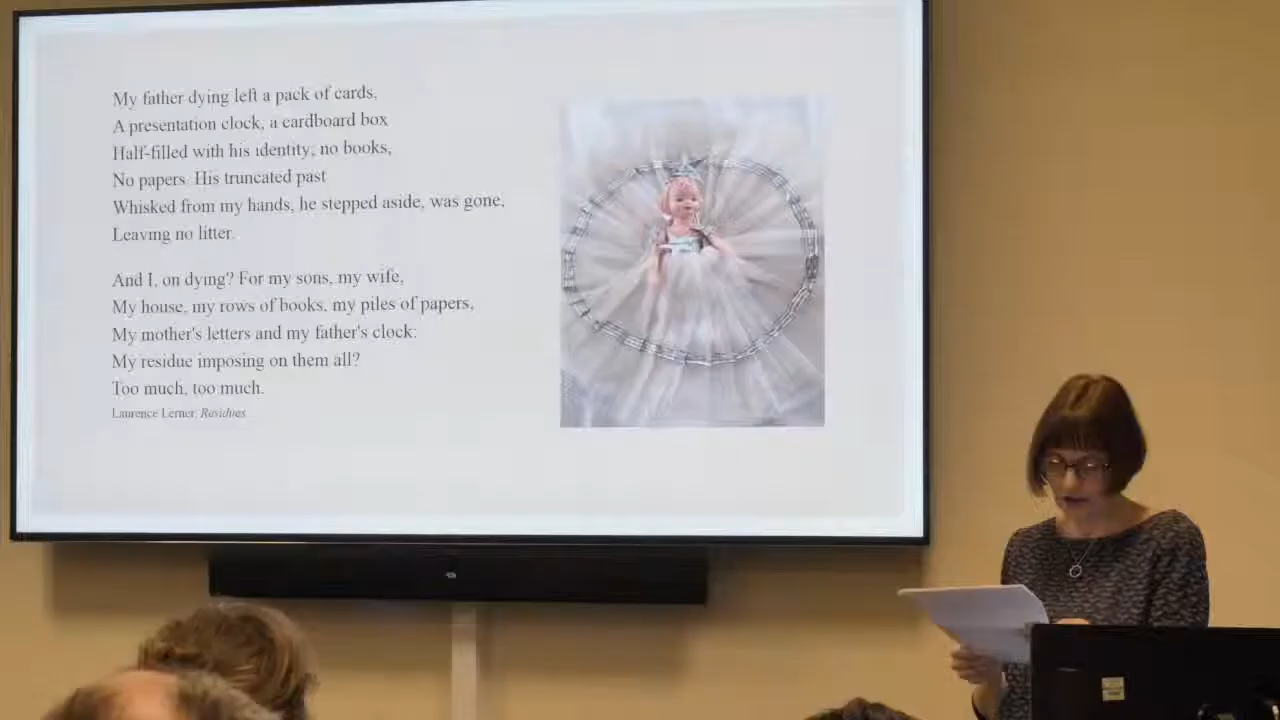 My father dying left a pack of cards,
A presentation clock, a cardboard box
Half-filled with his identity; no books,
No papers. His truncated past
Whisked from my hands, he stepped aside, was gone,
Leaving no litter.
And I, on dying? For my sons, my wife,
My house, my rows of books, my piles of papers,
My mother's letters and my father's clock:
My residue imposing on them all?
Too much, too much.
Laurence Lerner, Residues